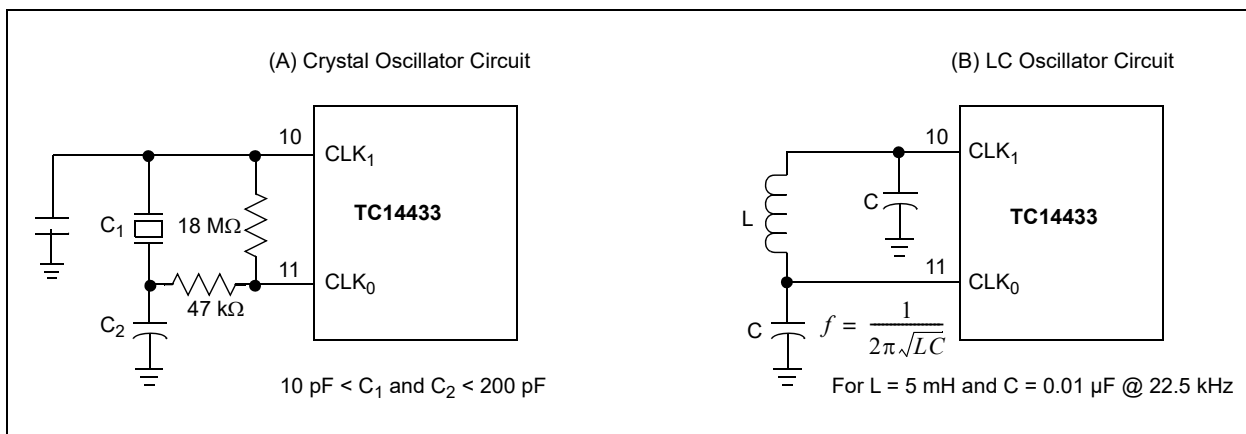 (A) Crystal Oscillator Circuit
10
CLK₁
TC14433
C₁
18 MΩ
11
CLK₀
47 kΩ
C₂
10 pF < C₁ and C₂ < 200 pF
(B) LC Oscillator Circuit
10
CLK₁
C
TC14433
L
11
CLK₀
C
f = 1 / 2π√LC
For L = 5 mH and C = 0.01 µF @ 22.5 kHz